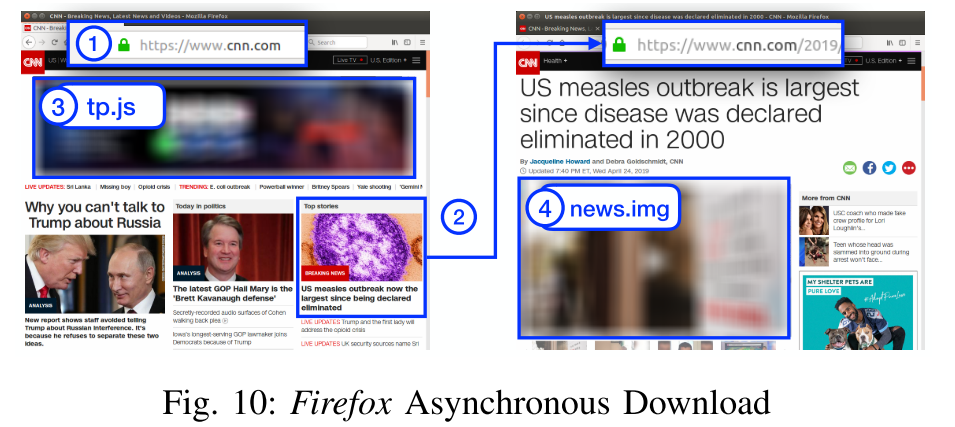 CNN - Breaking News, Latest News and Videos - Mozilla Firefox
CNN - Breaking
1
https://www.cnn.com
Search
CNN
US
Live TV
U.S. Edition +
3
tp.js
LIVE UPDATES: Sri Lanka
Missing boy
Opioid crisis
TRENDING: E. coli outbreak
Powerball winner
Britney Spears
Yale shooting
'Gemini
Why you can't talk to
Trump about Russia
ANALYSIS
New report shows staff avoided telling
Trump about Russian interference. It's
because he refuses to separate these two
ideas.
Today in politics
ANALYSIS
The latest GOP Hail Mary is the
'Brett Kavanaugh defense'
Secretly-recorded audio surfaces of Cohen
walking back plea
Iowa's longest-serving GOP lawmaker joins
Democrats because of Trump
Top stories
BREAKING NEWS
US measles outbreak now the
largest since being declared
eliminated
LIVE UPDATES Trump and the first lady will
address the opioid crisis
LIVE UPDATES UK security sources name Sri
2
US measles outbreak is largest since disease was declared eliminated in 2000 - CNN - Mozilla Firefox
CNN - Breaking News,
https://www.cnn.com/2019/
CNN
Health +
TV
U.S. Edition +
US measles outbreak is largest
since disease was declared
eliminated in 2000
By Jacqueline Howard and Debra Goldschmidt, CNN
Updated 7:40 PM ET, Wed April 24, 2019
4
news.img
More from CNN
USC coach who made fake
crew profile for Lori
Loughlin's...
Teen whose head was
slammed into ground during
arrest won't face...
MY SHELTER PETS ARE
PURE LOVE
#AdoptPureLove
Fig. 10: Firefox Asynchronous Download